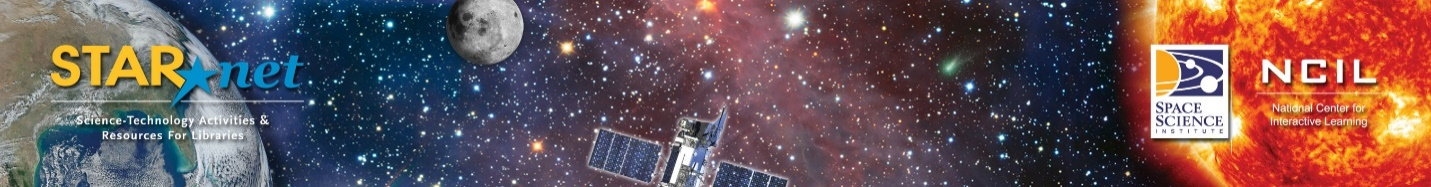 STAR★net
Science-Technology Activities &
Resources For Libraries
SPACE
SCIENCE
INSTITUTE
NCIL
National Center for
Interactive Learning